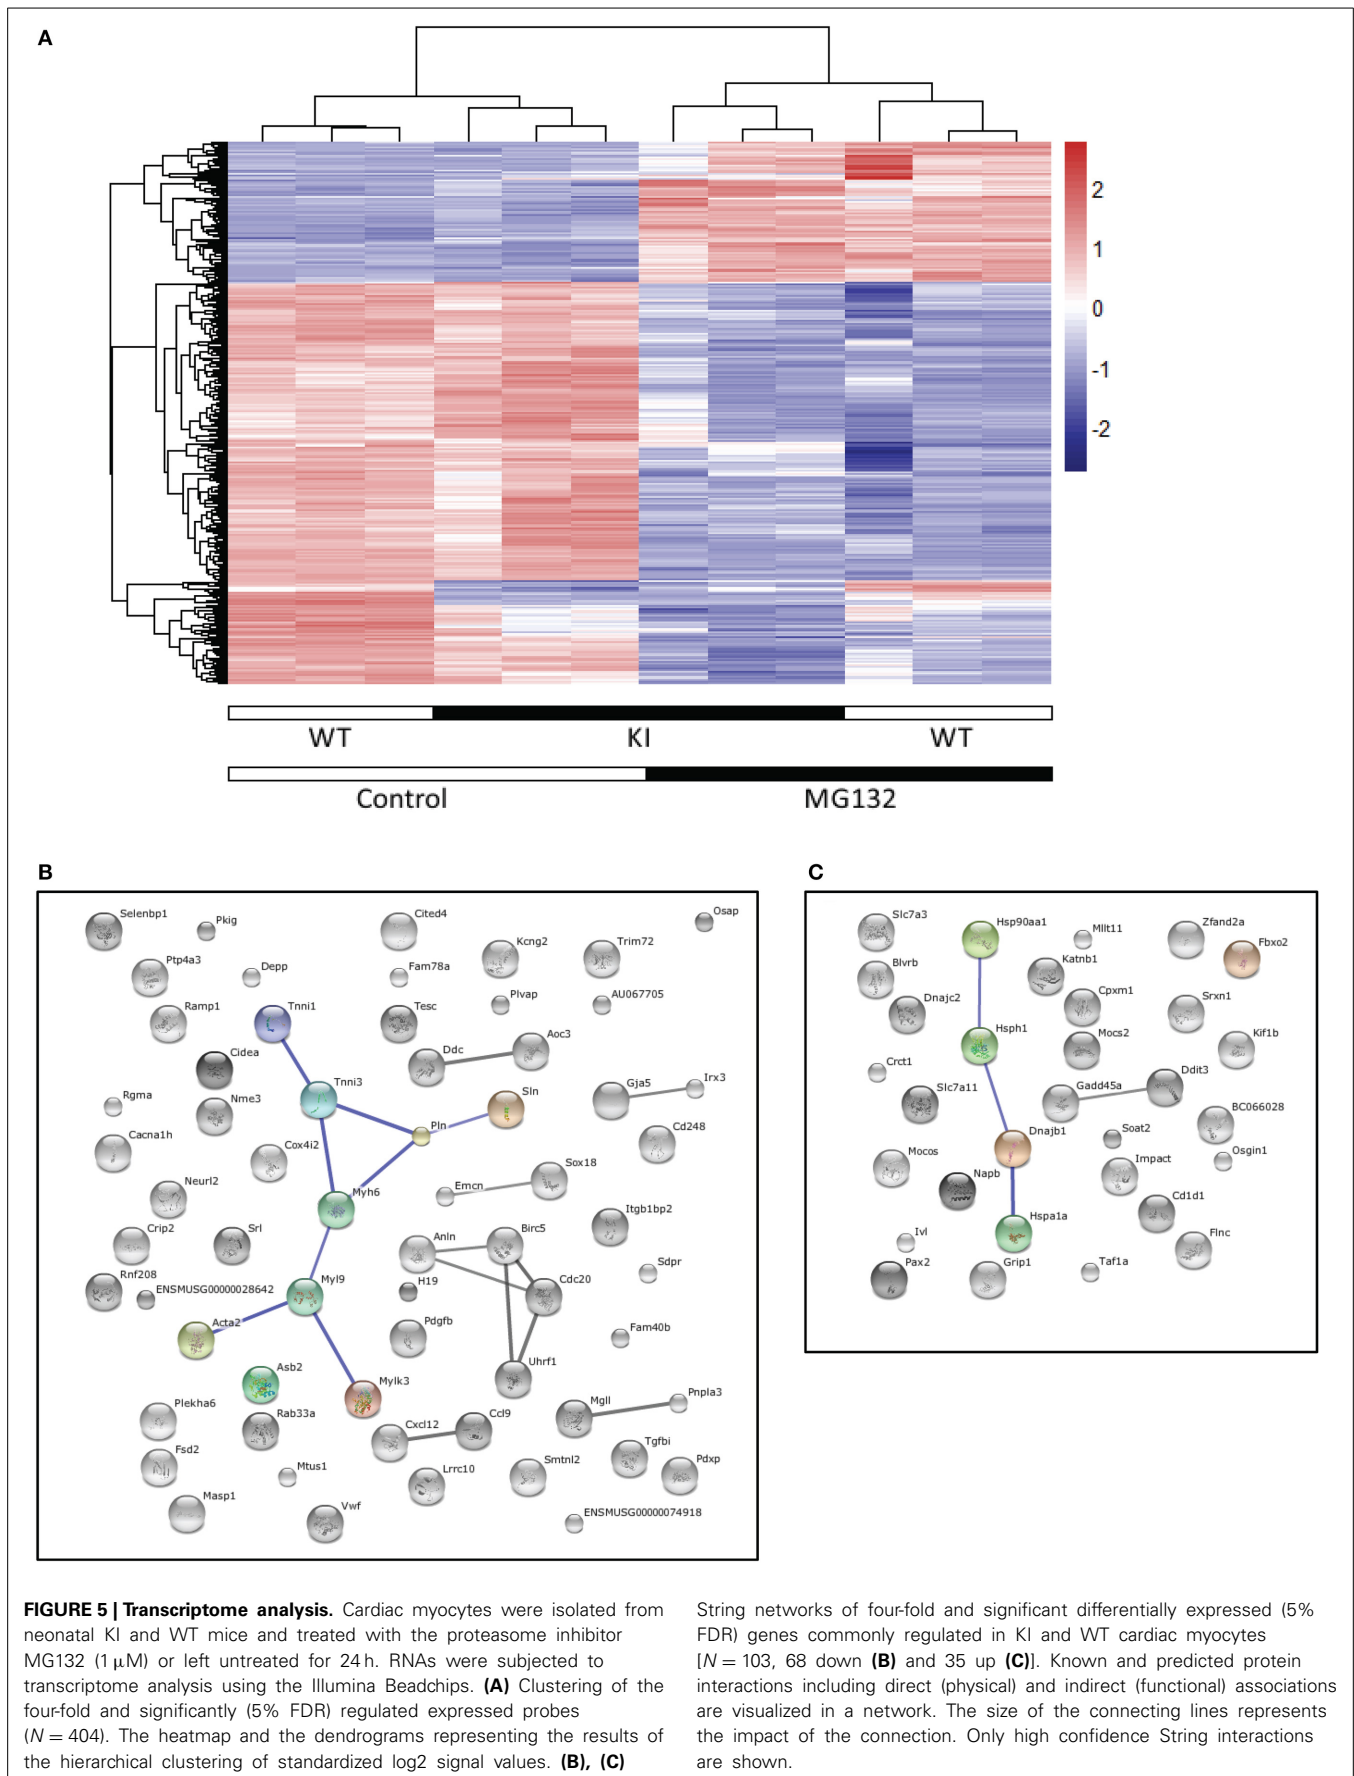 A
2
1
0
-1
-2
WT
KI
WT
Control
MG132
B
Selenbp1
Pkig
Cited4
Osap
Ptp4a3
Depp
Kcng2
Trim72
Fam78a
Ramp1
Tnni1
Tesc
Plvap
AU067705
Cidea
Ddc
Aoc3
Rgma
Nme3
Tnni3
Sln
Gja5
Irx3
Cacna1h
Cox4i2
Pln
Cd248
Neurl2
Myh6
Emcn
Sox18
Crip2
Srl
Anln
Birc5
Itgb1bp2
Rnf208
ENSMUSG00000028642
Myl9
H19
Cdc20
Sdpr
Acta2
Pdgfb
Fam40b
Asb2
Mylk3
Uhrf1
Plekha6
Rab33a
Cxcl12
Ccl9
Mgll
Pnpla3
Fsd2
Mtus1
Lrrc10
Smtnl2
Tgfbi
Pdxp
Masp1
Vwf
ENSMUSG00000074918
C
Slc7a3
Hsp90aa1
Mllt11
Zfand2a
Fbxo2
Blvrb
Katnb1
Dnajc2
Cpxm1
Srxn1
Hsph1
Mocs2
Kif1b
Crct1
Slc7a11
Gadd45a
Ddit3
BC066028
Dnajb1
Soat2
Mocos
Napb
Impact
Osgin1
Cd1d1
Ivl
Hspa1a
Flnc
Pax2
Grip1
Taf1a
FIGURE 5 | Transcriptome analysis. Cardiac myocytes were isolated from
neonatal KI and WT mice and treated with the proteasome inhibitor
MG132 (1 μM) or left untreated for 24 h. RNAs were subjected to
transcriptome analysis using the Illumina Beadchips. (A) Clustering of the
four-fold and significantly (5% FDR) regulated expressed probes
(N = 404). The heatmap and the dendrograms representing the results of
the hierarchical clustering of standardized log2 signal values. (B), (C)
String networks of four-fold and significant differentially expressed (5%
FDR) genes commonly regulated in KI and WT cardiac myocytes
[N = 103, 68 down (B) and 35 up (C)]. Known and predicted protein
interactions including direct (physical) and indirect (functional) associations
are visualized in a network. The size of the connecting lines represents
the impact of the connection. Only high confidence String interactions
are shown.